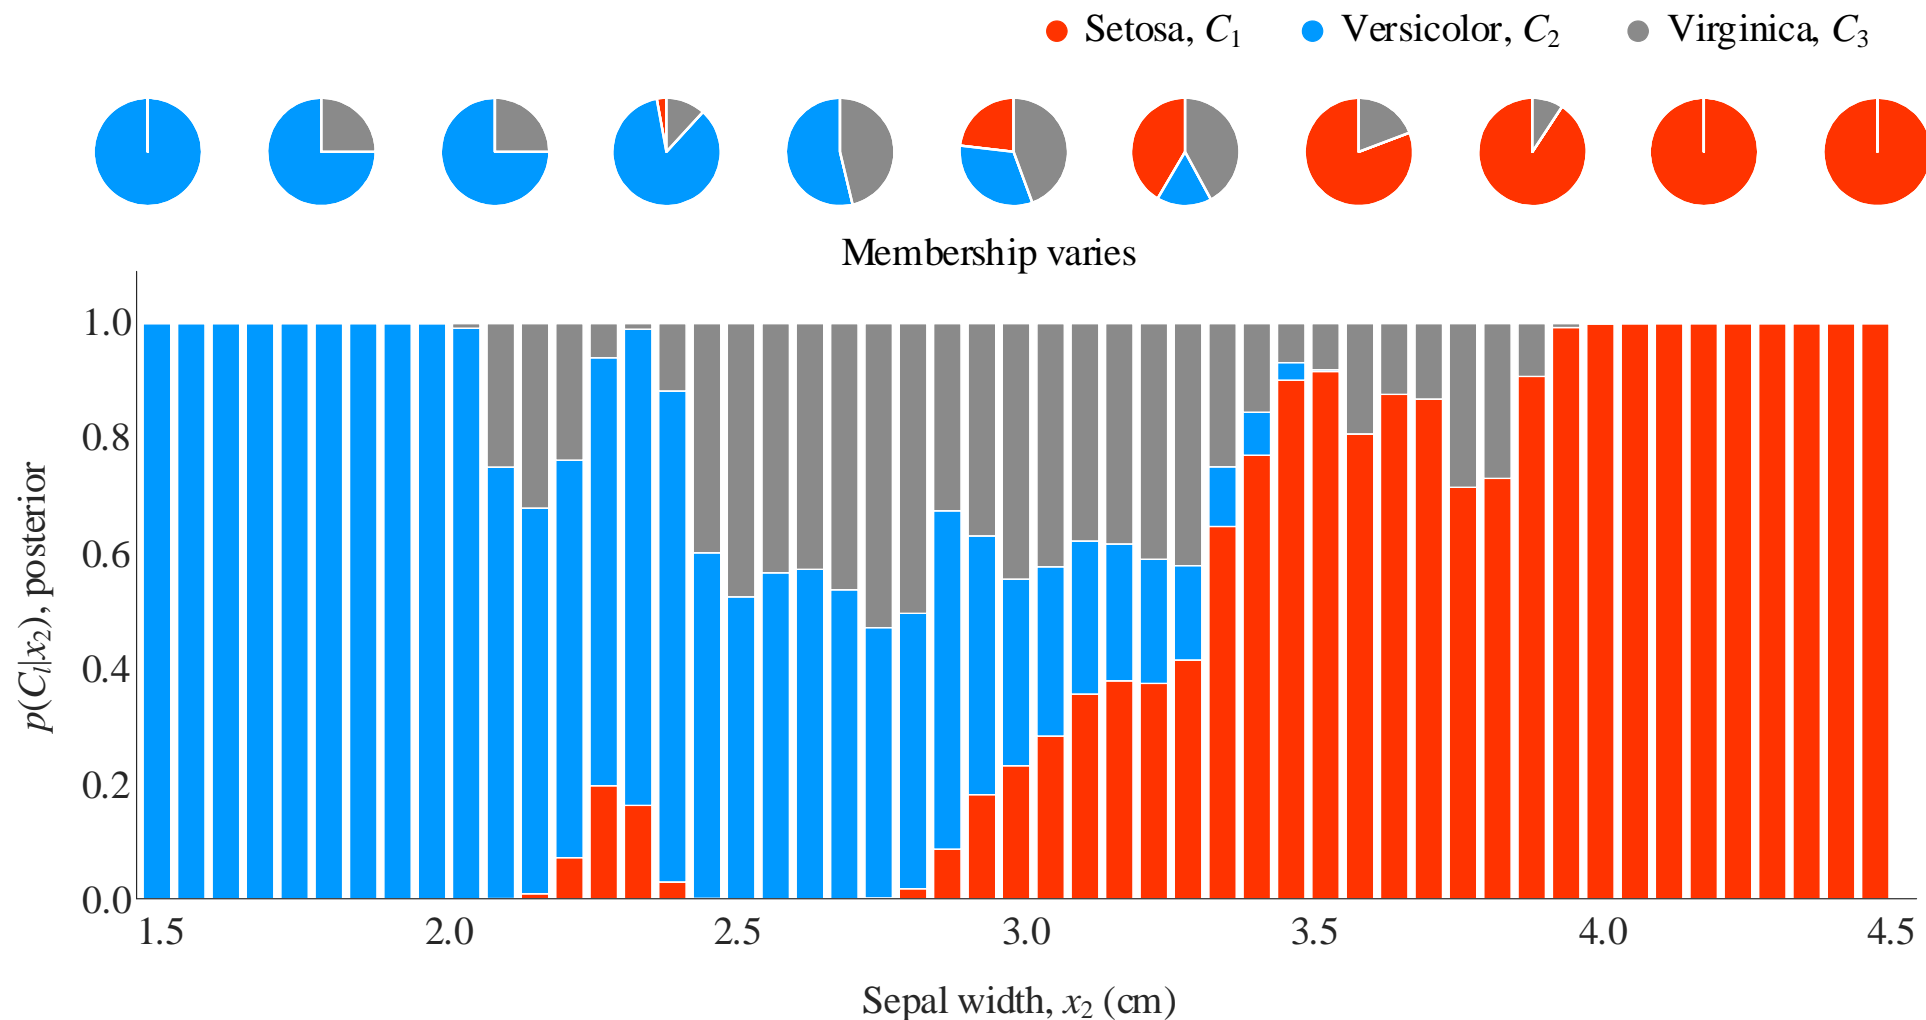 Setosa, C1 Versicolor, C2 Virginica, C3
Membership varies
1.0
0.8
0.6
0.4
0.2
0.0
p(Cl|x2), posterior
1.5 2.0 2.5 3.0 3.5 4.0 4.5
Sepal width, x2 (cm)